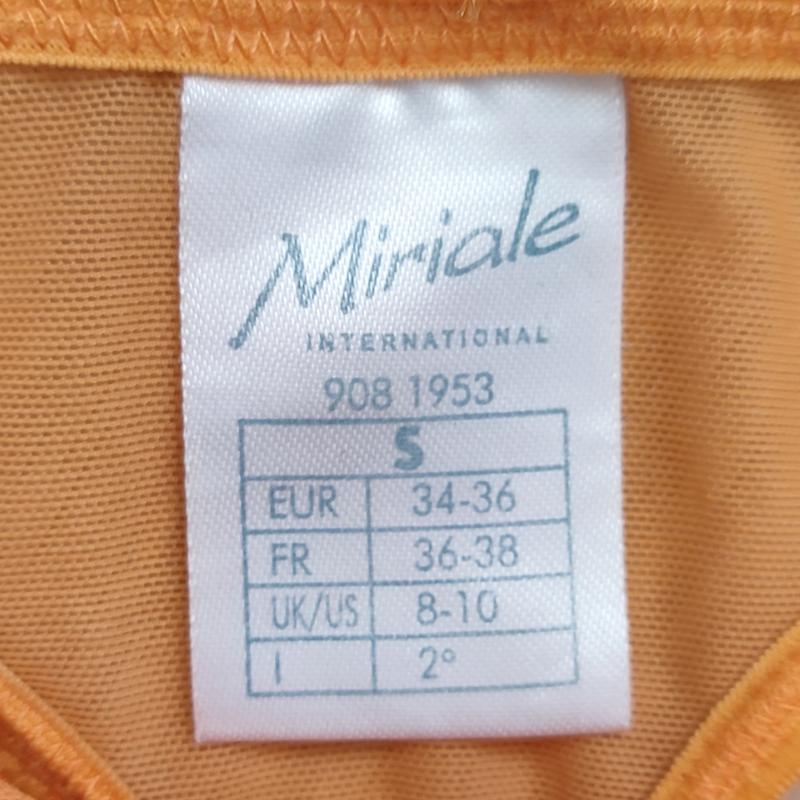 Miriale
INTERNATIONAL
908 1953
S
EUR 34-36
FR 36-38
UK/US 8-10
I 2°